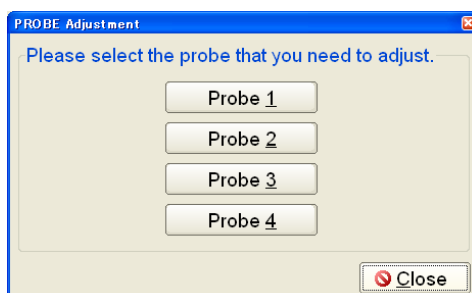 PROBE Adjustment
Please select the probe that you need to adjust.
Probe 1
Probe 2
Probe 3
Probe 4
Close